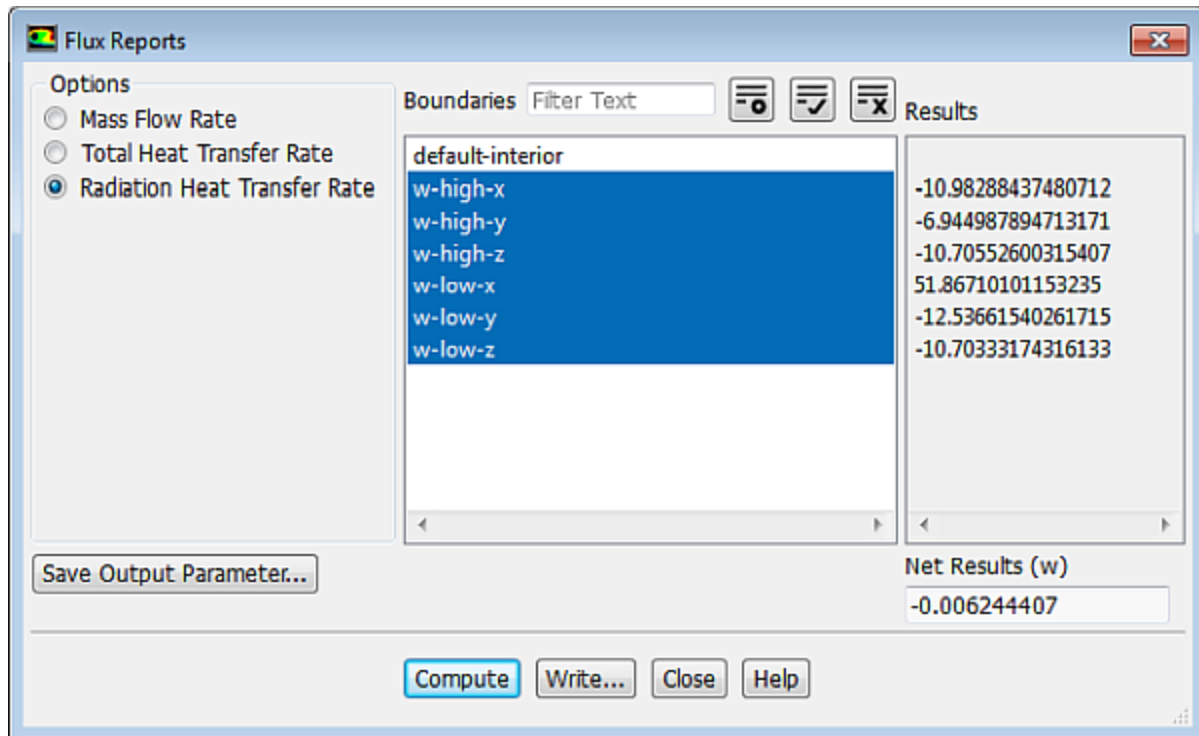 Flux Reports
Options
Mass Flow Rate
Total Heat Transfer Rate
Radiation Heat Transfer Rate
Boundaries Filter Text
default-interior
w-high-x
w-high-y
w-high-z
w-low-x
w-low-y
w-low-z
Results
-10.98288437480712
-6.944987894713171
-10.70552600315407
51.86710101153235
-12.53661540261715
-10.70333174316133
Save Output Parameter...
Net Results (w)
-0.006244407
Compute Write... Close Help